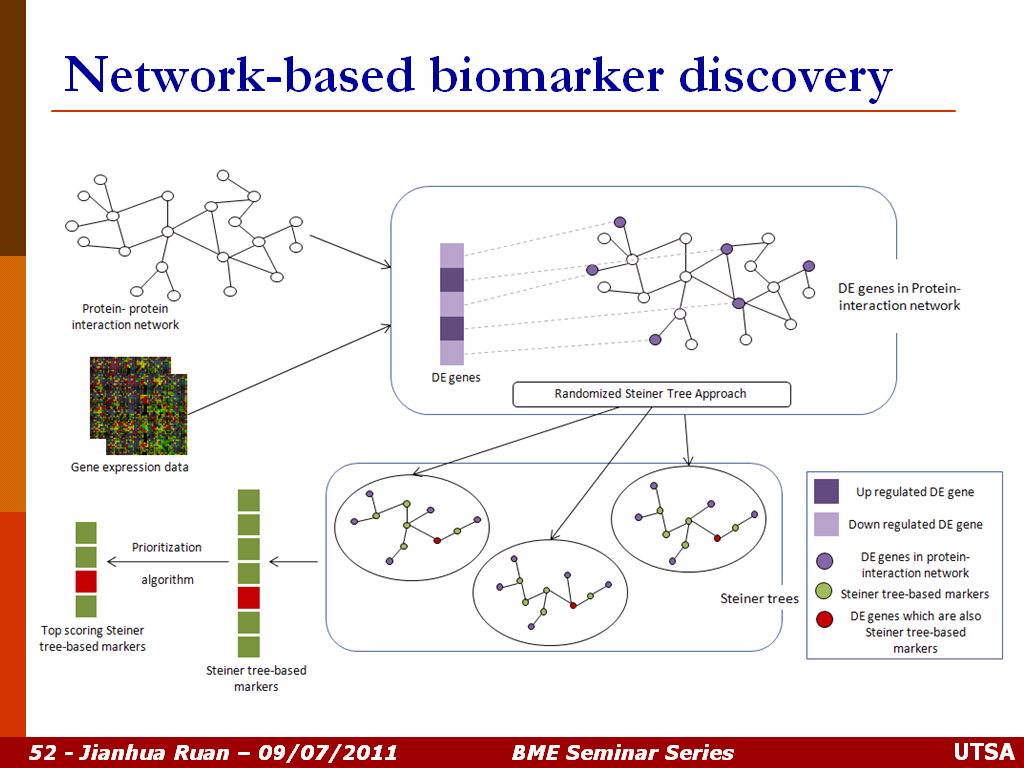 Network-based biomarker discovery
Protein- protein
interaction network
Gene expression data
DE genes
DE genes in Protein-
interaction network
Randomized Steiner Tree Approach
Steiner trees
Prioritization
algorithm
Top scoring Steiner
tree-based markers
Steiner tree-based
markers
Up regulated DE gene
Down regulated DE gene
DE genes in protein-
interaction network
Steiner tree-based markers
DE genes which are also
Steiner tree-based
markers
52 - Jianhua Ruan – 09/07/2011
BME Seminar Series
UTSA